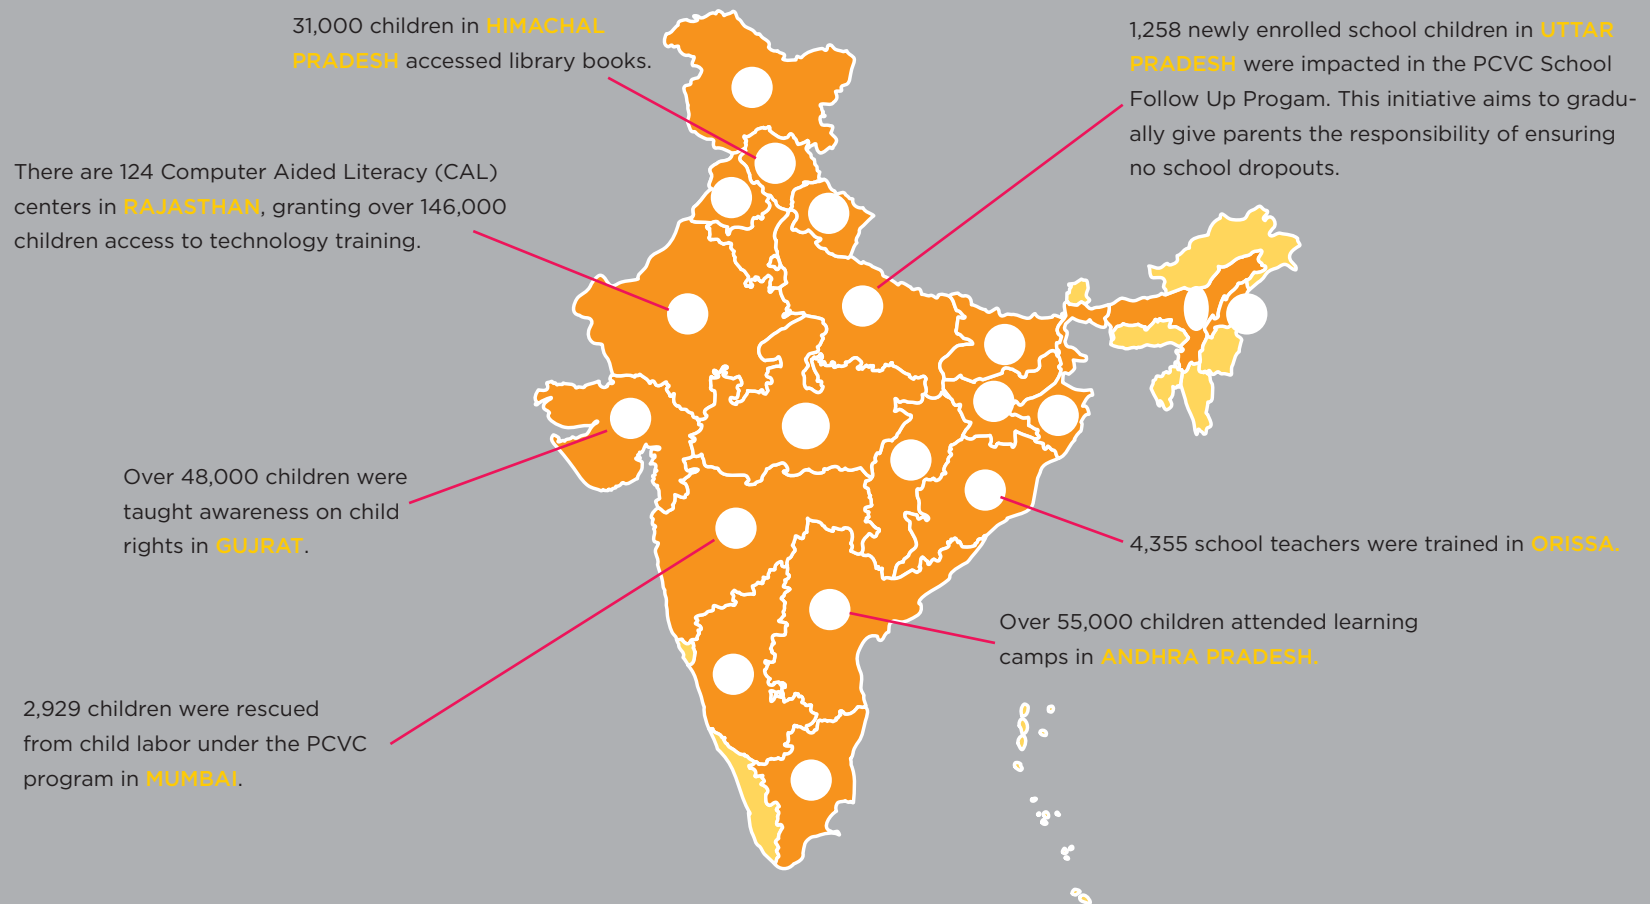 31,000 children in HIMACHAL
PRADESH accessed library books.
1,258 newly enrolled school children in UTTAR
PRADESH were impacted in the PCVC School
Follow Up Progam. This initiative aims to gradu-
ally give parents the responsibility of ensuring
no school dropouts.
There are 124 Computer Aided Literacy (CAL)
centers in RAJASTHAN, granting over 146,000
children access to technology training.
Over 48,000 children were
taught awareness on child
rights in GUJRAT.
4,355 school teachers were trained in ORISSA.
Over 55,000 children attended learning
camps in ANDHRA PRADESH.
2,929 children were rescued
from child labor under the PCVC
program in MUMBAI.